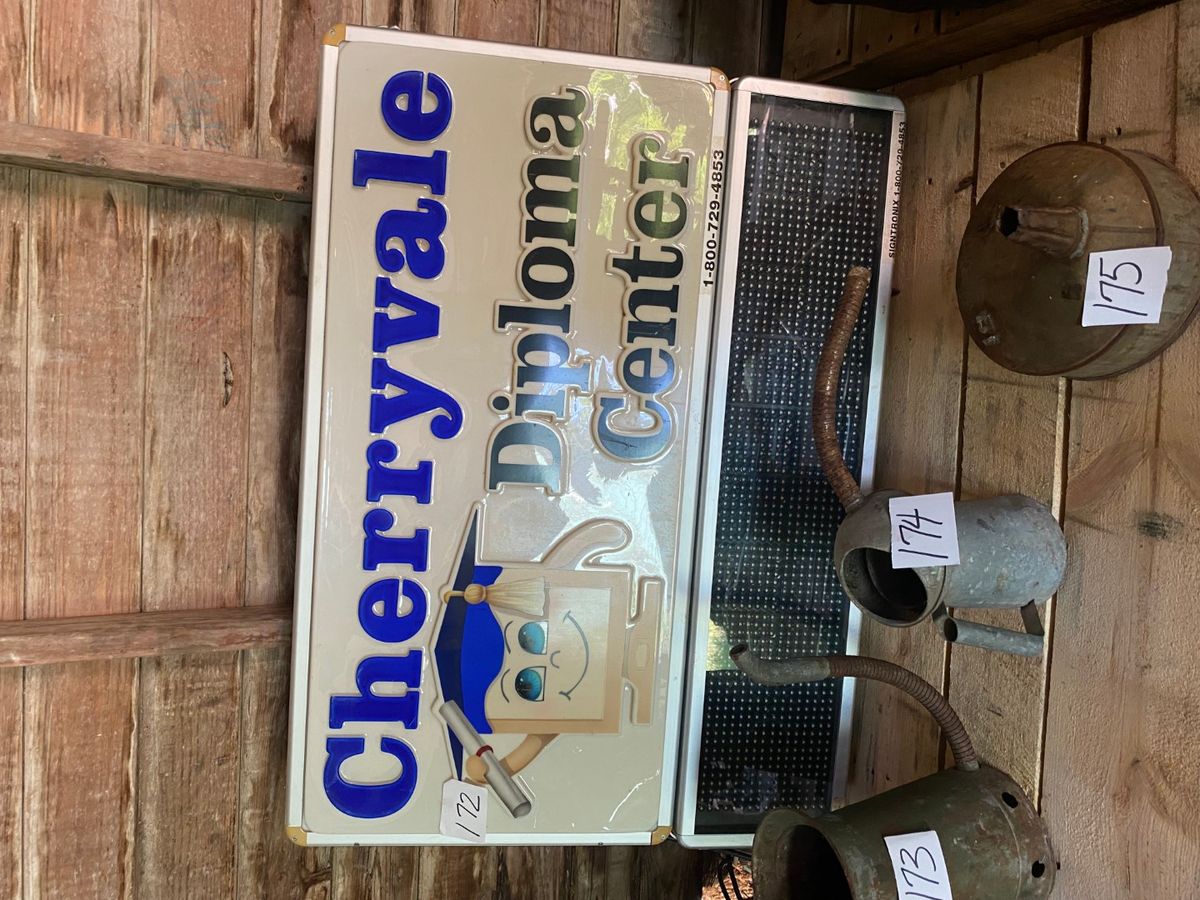 Cherryvale
Diploma
Center
1-800-729-4853
SIGNTRONIX 1-800-729-4853
172
173
174
175